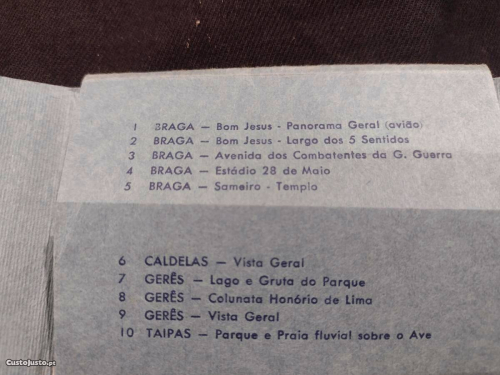 1 BRAGA — Bom Jesus - Panorama Geral (avião)
2 BRAGA — Bom Jesus - Largo dos 5 Sentidos
3 BRAGA — Avenida dos Combatentes da G. Guerra
4 BRAGA — Estádio 28 de Maio
5 BRAGA — Sameiro - Templo
6 CALDELAS — Vista Geral
7 GERÊS — Lago e Gruta do Parque
8 GERÊS — Colunata Honório de Lima
9 GERÊS — Vista Geral
10 TAIPAS — Parque e Praia fluvial sobre o Ave
CustoJusto.pt